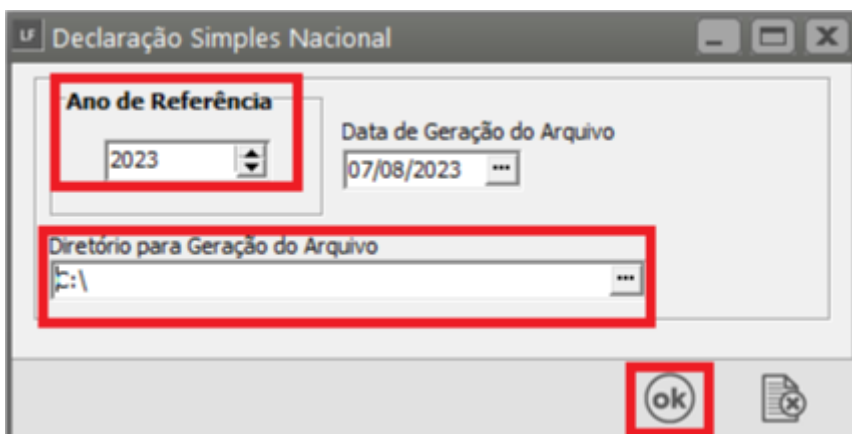 LF Declaração Simples Nacional
Ano de Referência
2023
Data de Geração do Arquivo
07/08/2023 ...
Diretório para Geração do Arquivo
C:\ ...
ok